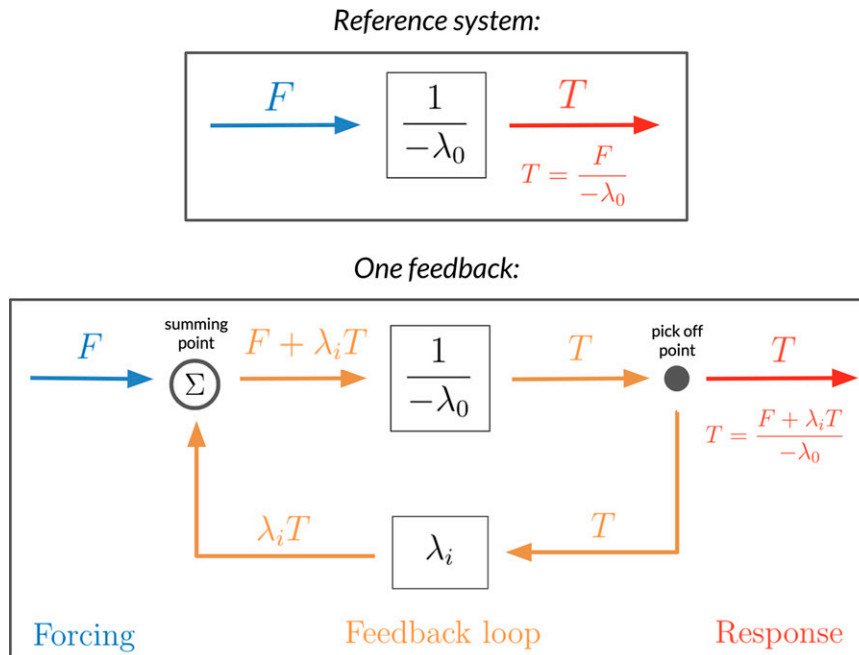 Reference system:
F
1
-λ₀
T
T = F / -λ₀
One feedback:
summing point
pick off point
F
Σ
F + λᵢT
1
-λ₀
T
T
T = F + λᵢT / -λ₀
λᵢT
λᵢ
T
Forcing
Feedback loop
Response